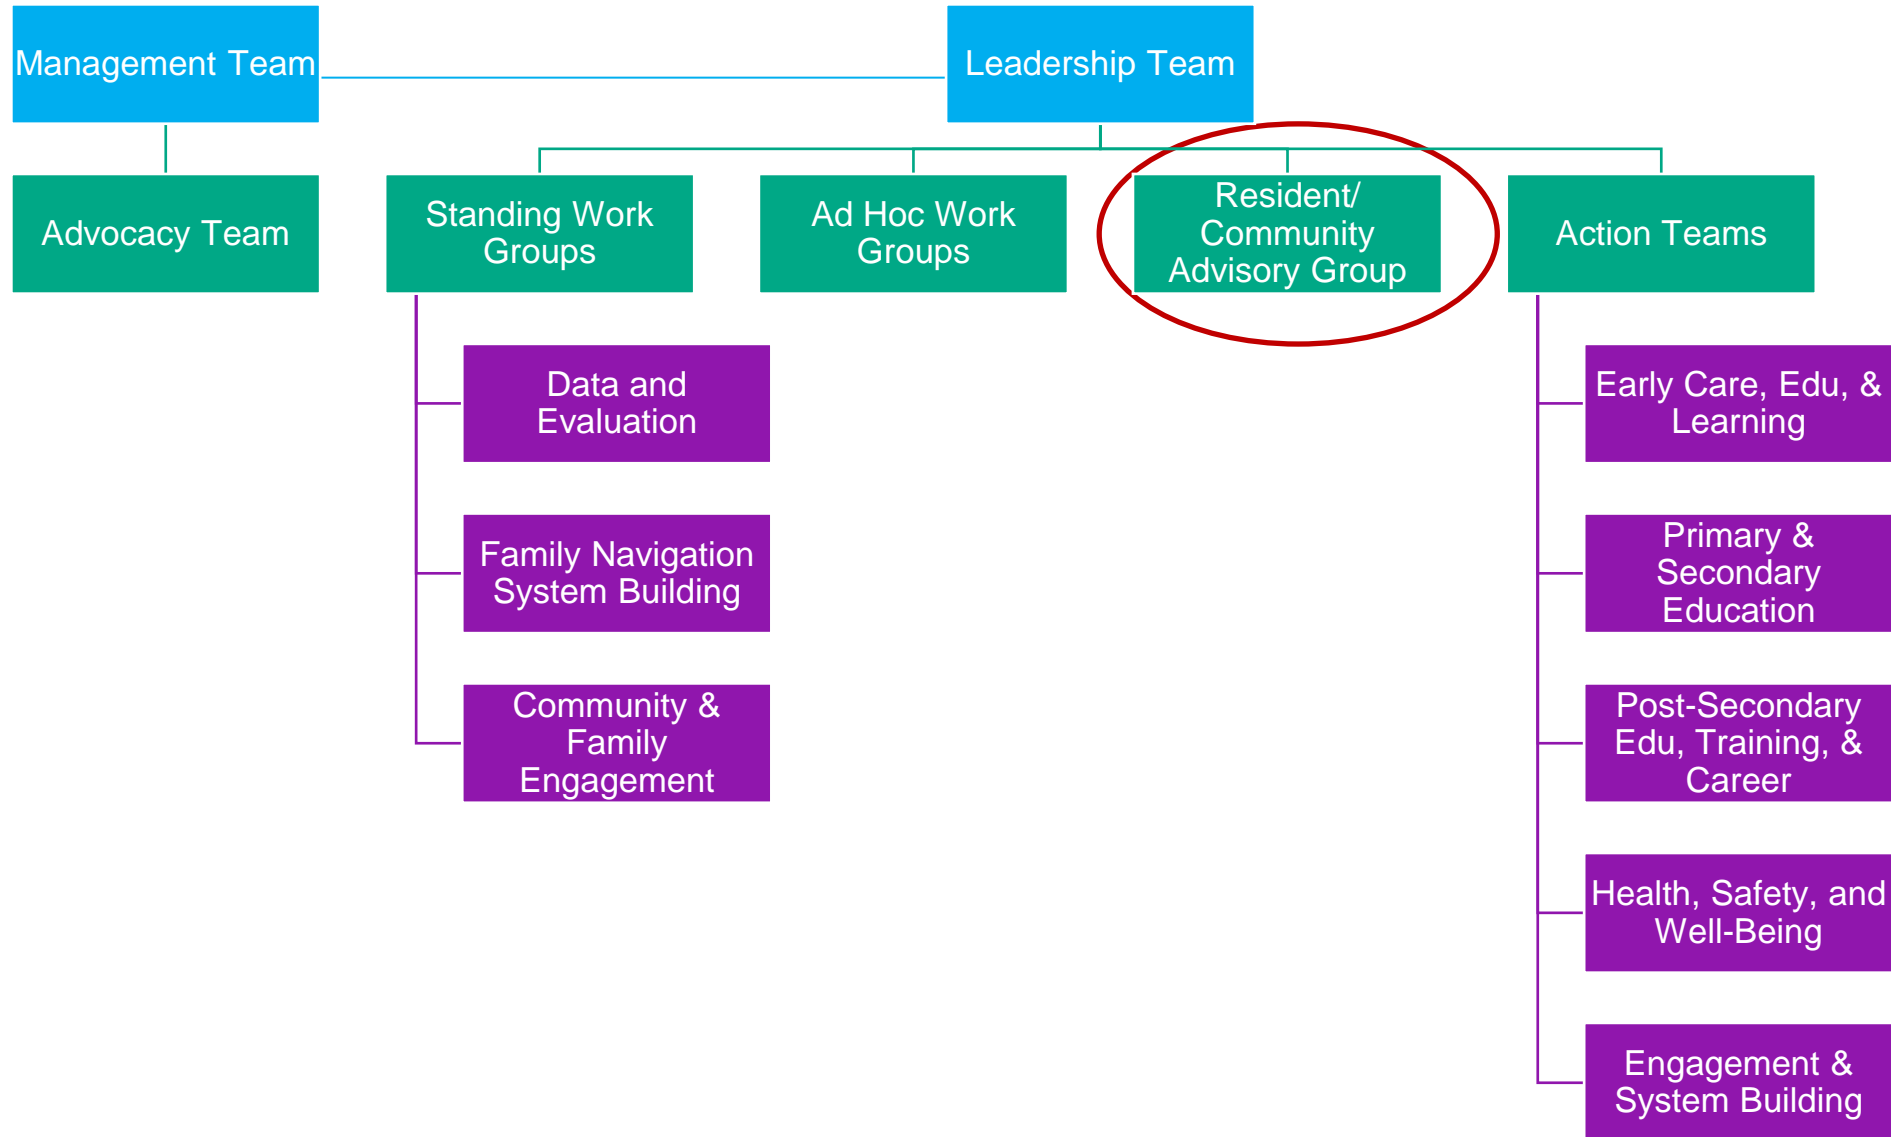 Management Team
Leadership Team
Advocacy Team
Standing Work
Groups
Ad Hoc Work
Groups
Resident/
Community
Advisory Group
Action Teams
Data and
Evaluation
Family Navigation
System Building
Community &
Family
Engagement
Early Care, Edu, &
Learning
Primary &
Secondary
Education
Post-Secondary
Edu, Training, &
Career
Health, Safety, and
Well-Being
Engagement &
System Building